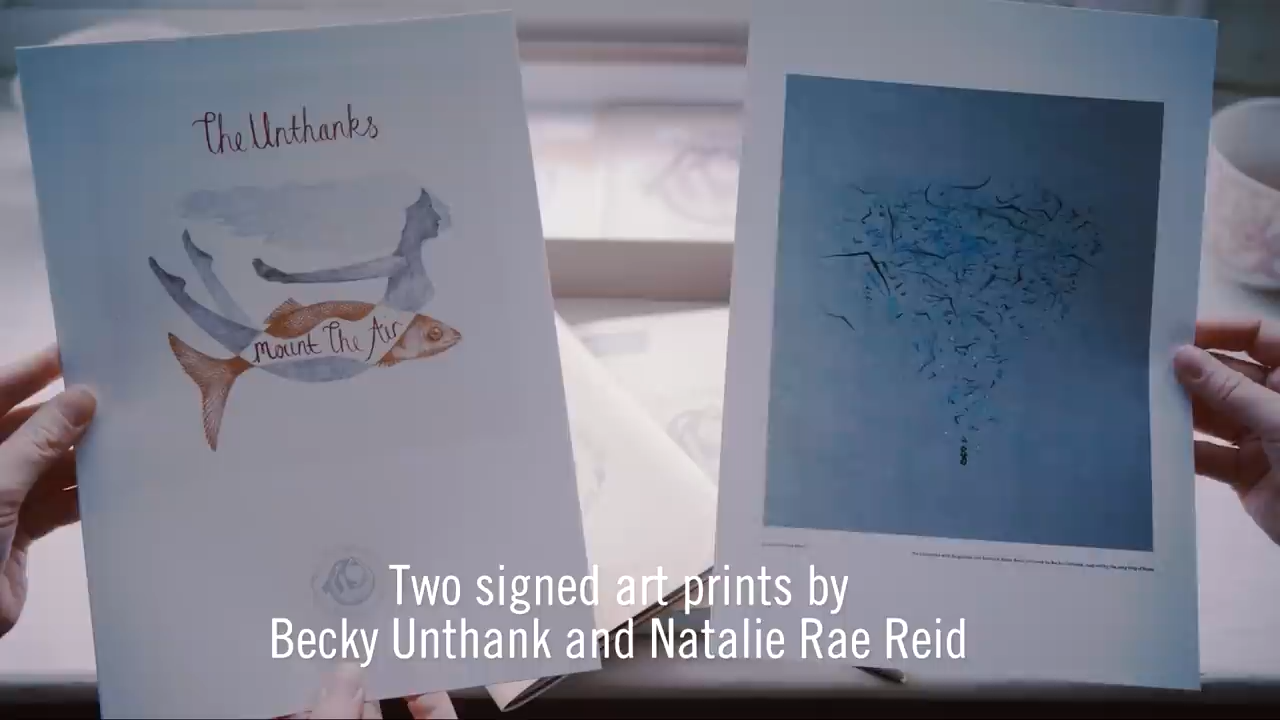 The Unthanks
Mount The Air
Two signed art prints by
Becky Unthank and Natalie Rae Reid